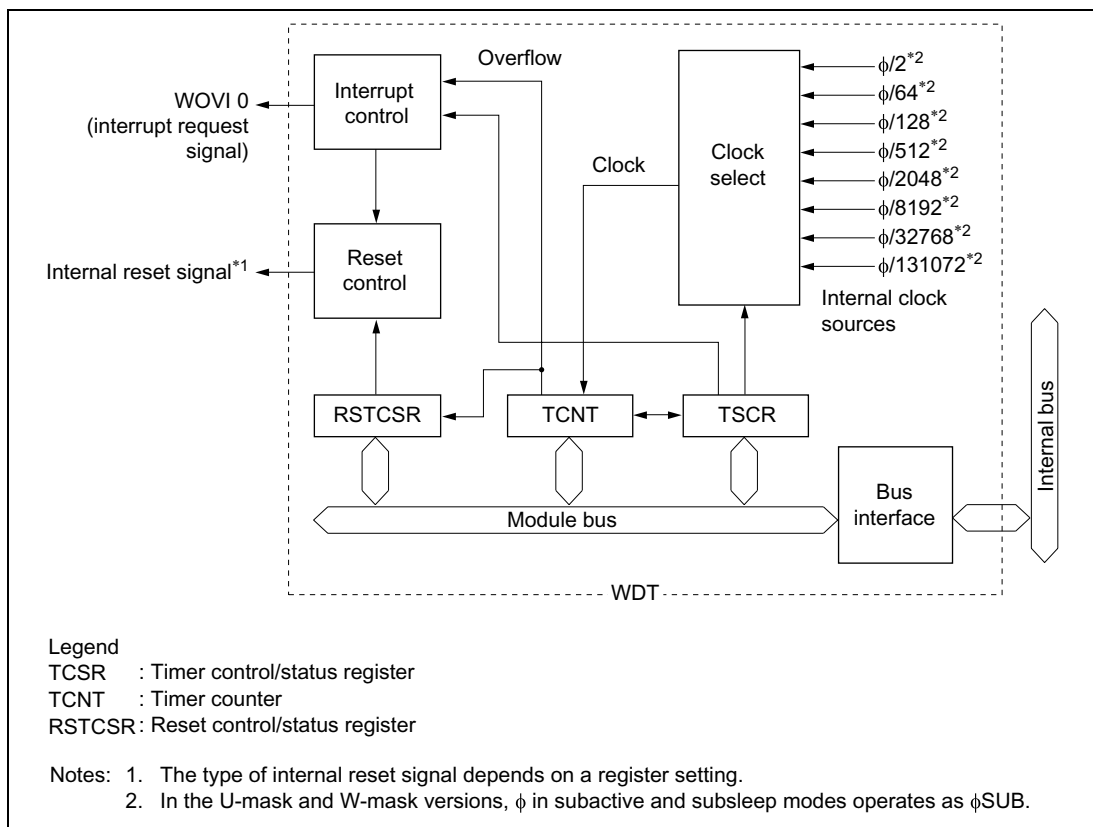 Overflow
Interrupt
control
WOVI 0
(interrupt request
signal)
Reset
control
Internal reset signal*1
Clock
Clock
select
ϕ/2*2
ϕ/64*2
ϕ/128*2
ϕ/512*2
ϕ/2048*2
ϕ/8192*2
ϕ/32768*2
ϕ/131072*2
Internal clock
sources
RSTCSR
TCNT
TSCR
Module bus
Bus
interface
Internal bus
WDT
Legend
TCSR : Timer control/status register
TCNT : Timer counter
RSTCSR : Reset control/status register
Notes: 1. The type of internal reset signal depends on a register setting.
2. In the U-mask and W-mask versions, ϕ in subactive and subsleep modes operates as ϕSUB.